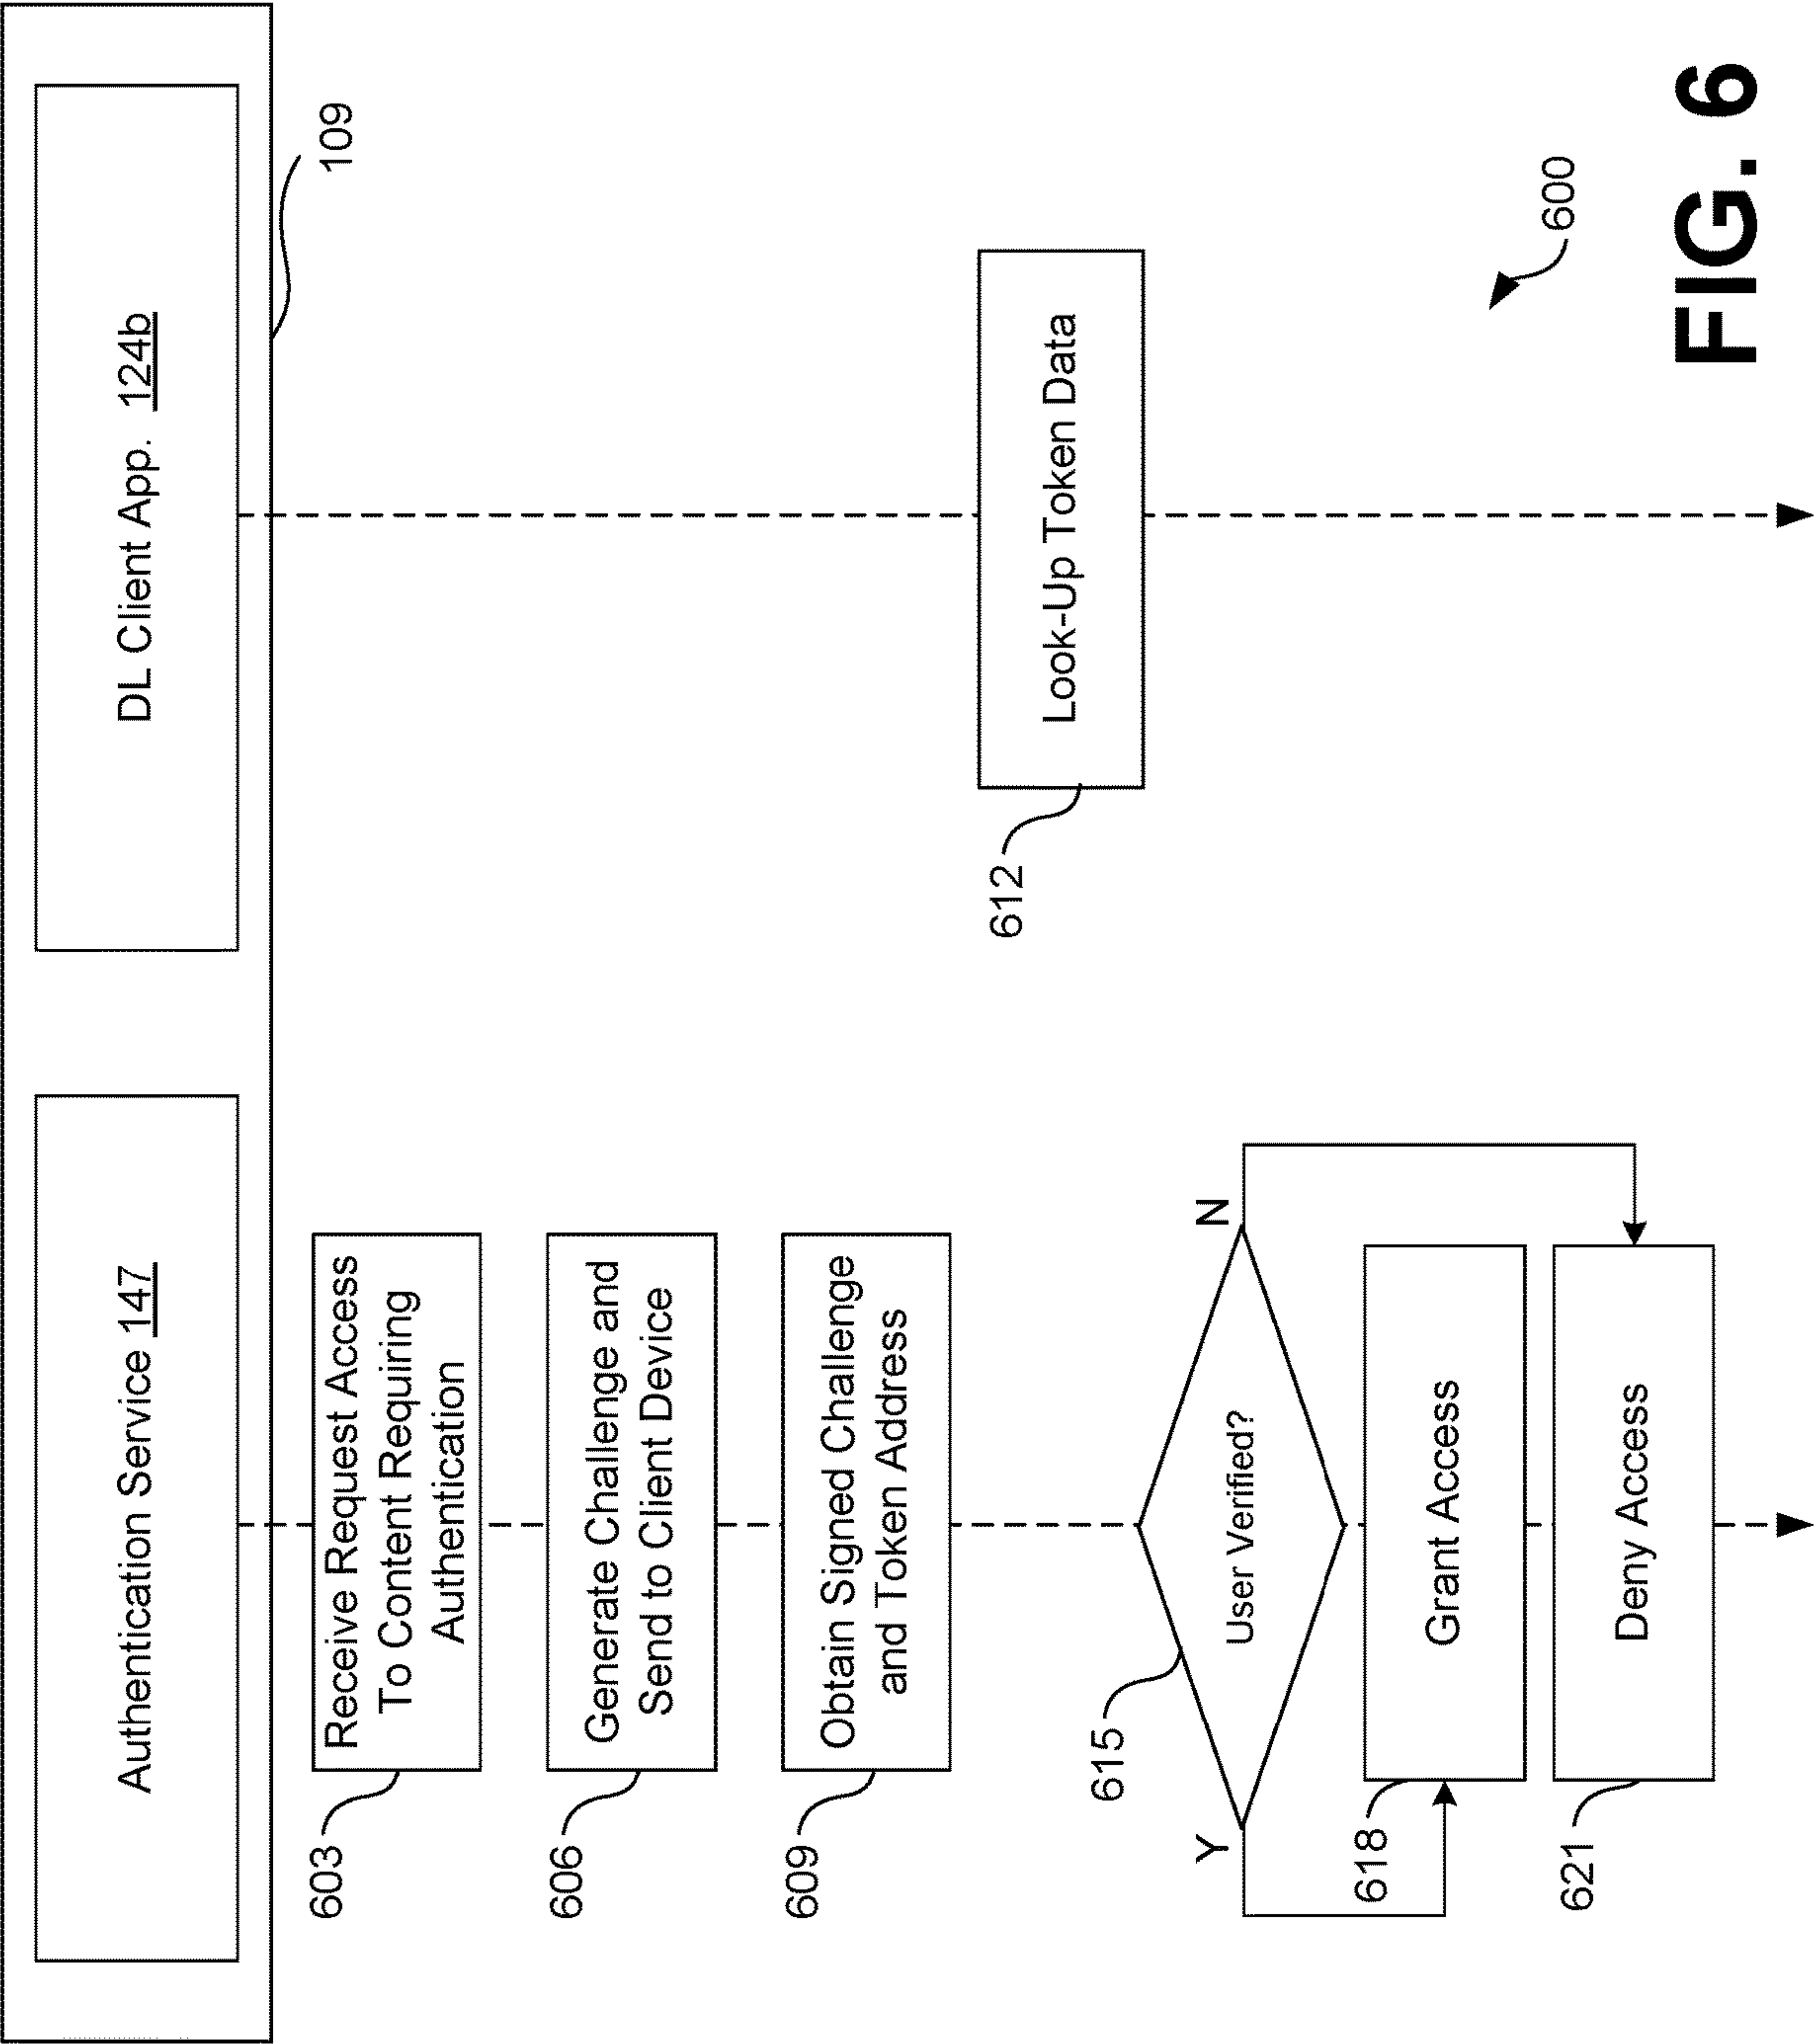 Authentication Service 147
DL Client App. 124b
109
603
Receive Request Access
To Content Requiring
Authentication
606
Generate Challenge and
Send to Client Device
609
Obtain Signed Challenge
and Token Address
612
Look-Up Token Data
615
User Verified?
Y
N
618
Grant Access
621
Deny Access
600
FIG. 6